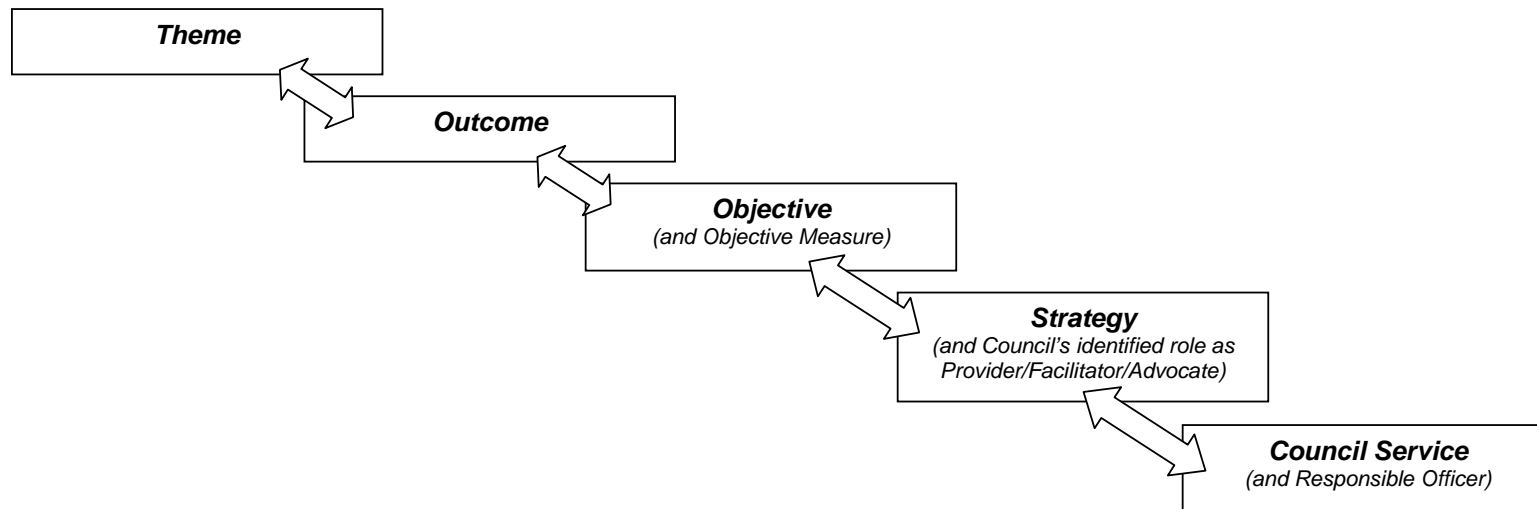 Theme
Outcome
Objective
(and Objective Measure)
Strategy
(and Council’s identified role as
Provider/Facilitator/Advocate)
Council Service
(and Responsible Officer)